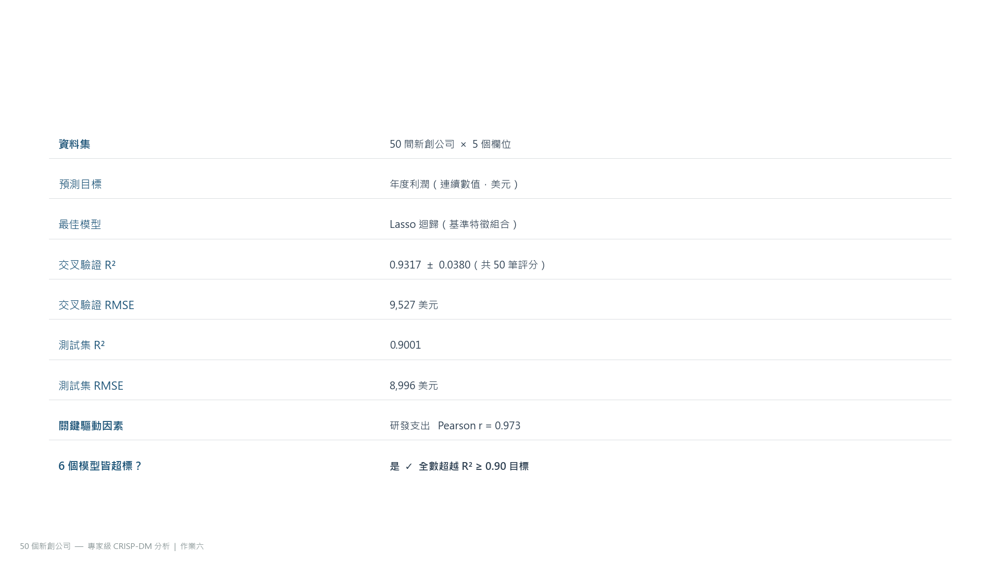 資料集 50 間新創公司 × 5 個欄位
預測目標 年度利潤（連續數值，美元）
最佳模型 Lasso 迴歸（基準特徵組合）
交叉驗證 R² 0.9317 ± 0.0380（共 50 筆評分）
交叉驗證 RMSE 9,527 美元
測試集 R² 0.9001
測試集 RMSE 8,996 美元
關鍵驅動因素 研發支出 Pearson r = 0.973
6 個模型皆超標？ 是 ✓ 全數超越 R² ≥ 0.90 目標
50 個新創公司 — 專家級 CRISP-DM 分析 | 作業六